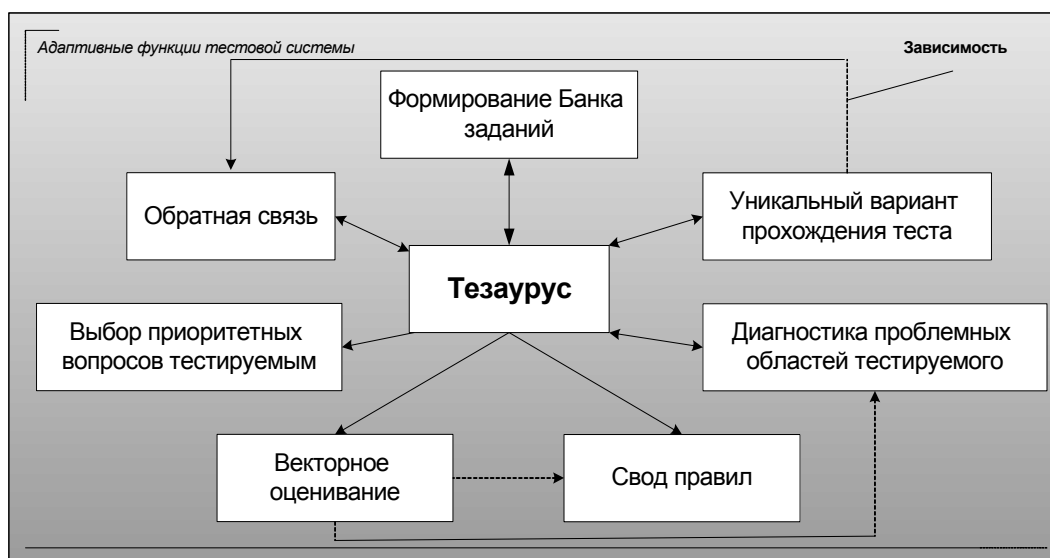 Адаптивные функции тестовой системы
Зависимость
Формирование Банка
заданий
Обратная связь
Уникальный вариант
прохождения теста
Тезаурус
Выбор приоритетных
вопросов тестируемым
Диагностика проблемных
областей тестируемого
Векторное
оценивание
Свод правил